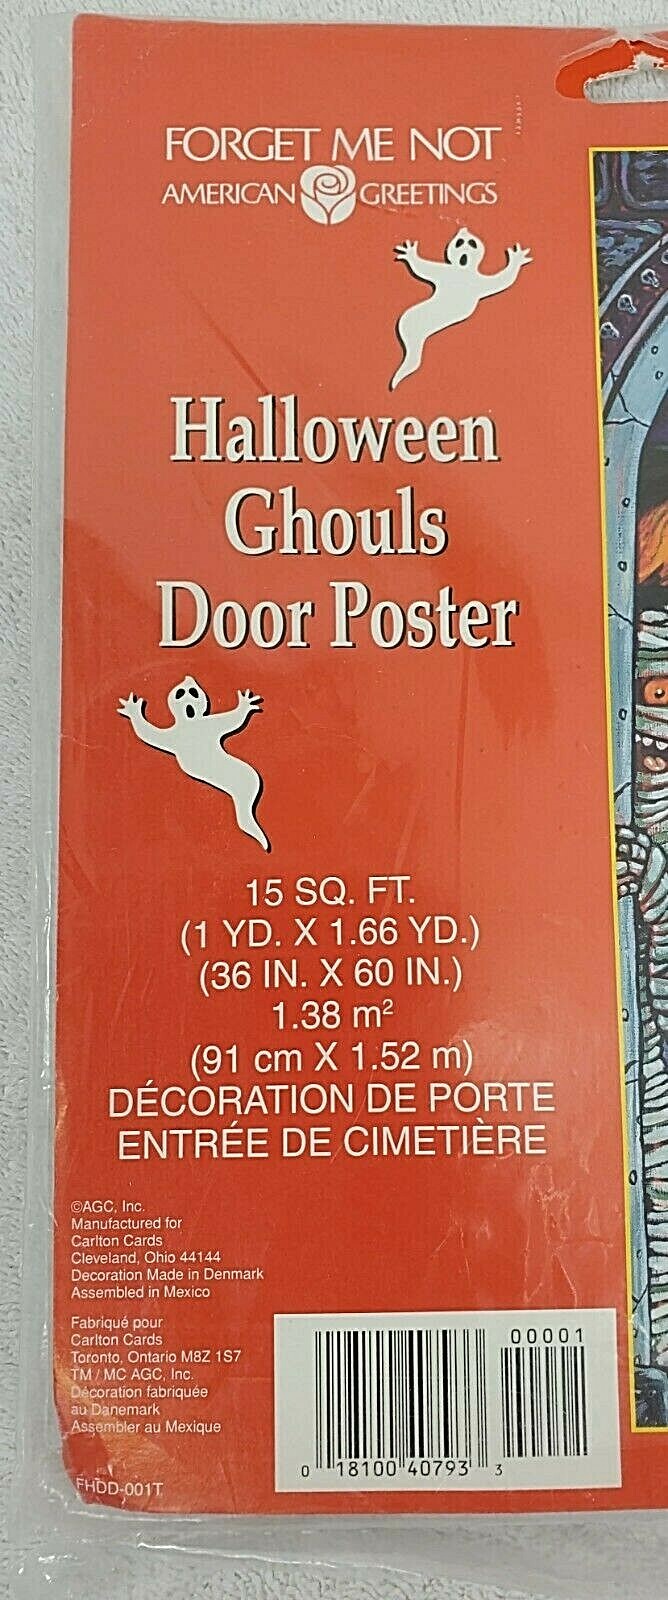 FORGET ME NOT
AMERICAN GREETINGS
Halloween
Ghouls
Door Poster
15 SQ. FT.
(1 YD. X 1.66 YD.)
(36 IN. X 60 IN.)
1.38 m²
(91 cm X 1.52 m)
DÉCORATION DE PORTE
ENTRÉE DE CIMETIÈRE
©AGC, Inc.
Manufactured for
Carlton Cards
Cleveland, Ohio 44144
Decoration Made in Denmark
Assembled in Mexico
Fabriqué pour
Carlton Cards
Toronto, Ontario M8Z 1S7
TM / MC AGC, Inc.
Décoration fabriquée
au Danemark
Assembler au Mexique
FHDD-001T
00001
0 18100 40793 3